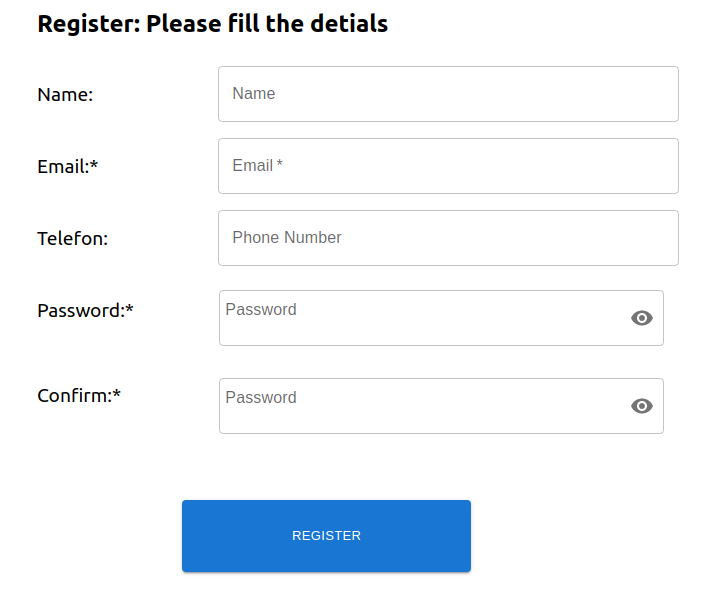 Register: Please fill the detials
Name: Name
Email:* Email *
Telefon: Phone Number
Password:* Password
Confirm:* Password
REGISTER